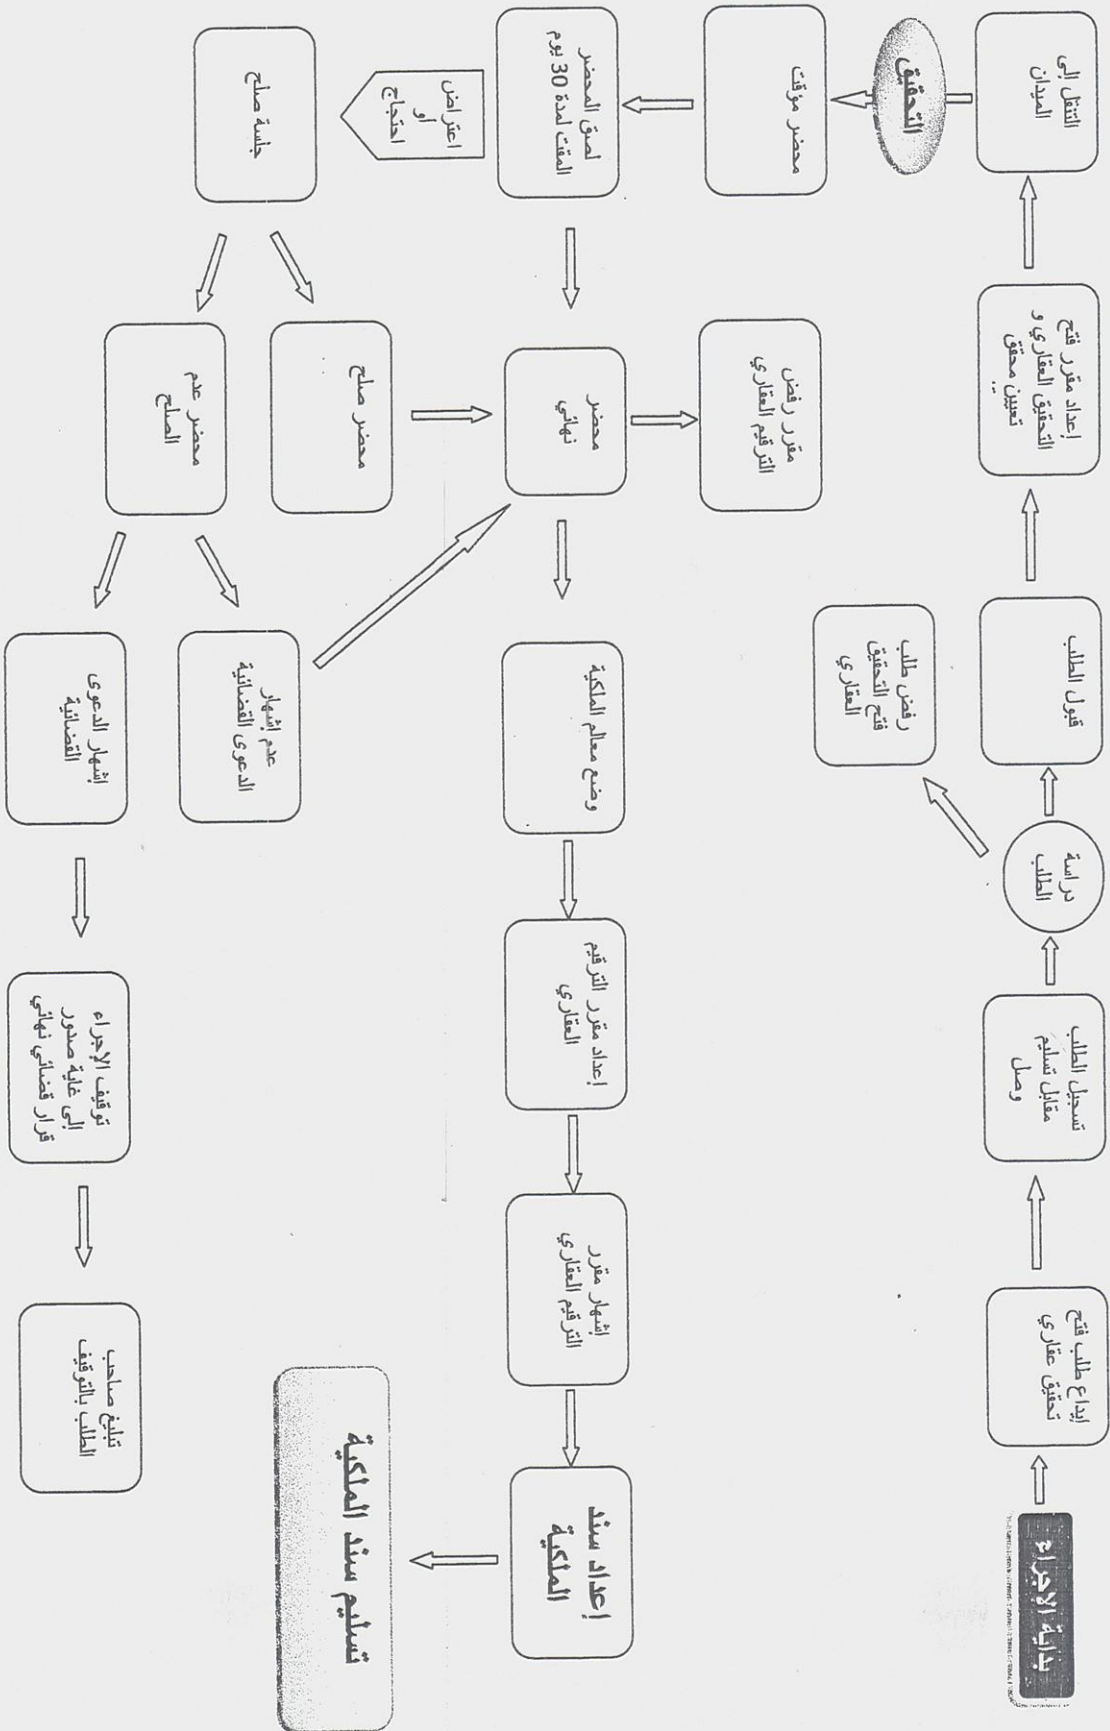 بداية الإجراء
إيداع طلب فتح
تحقيق عقاري
تسجيل الطلب
مقابل تسليم
وصل
دراسة
الطلب
قبول الطلب
رفض طلب
فتح التحقيق
العقاري
إعداد مقرر فتح
التحقيق العقاري و
تعيين محقق
التنقل إلى
الميدان
التحقيق
محضر مؤقت
لصق المحضر
المؤقت لمدة 30 يوم
اعتراض
أو
احتجاج
جلسة صلح
محضر صلح
محضر عدم
الصلح
محضر
نهائي
مقرر رفض
الترقيم العقاري
عدم إشهار
الدعوى القضائية
إشهار الدعوى
القضائية
توقيف الإجراء
إلى غاية صدور
قرار قضائي نهائي
تبليغ صاحب
الطلب بالتوقيف
وضع معالم الملكية
إعداد مقرر الترقيم
العقاري
إشهار مقرر
الترقيم العقاري
إعداد سند
الملكية
تسليم سند الملكية